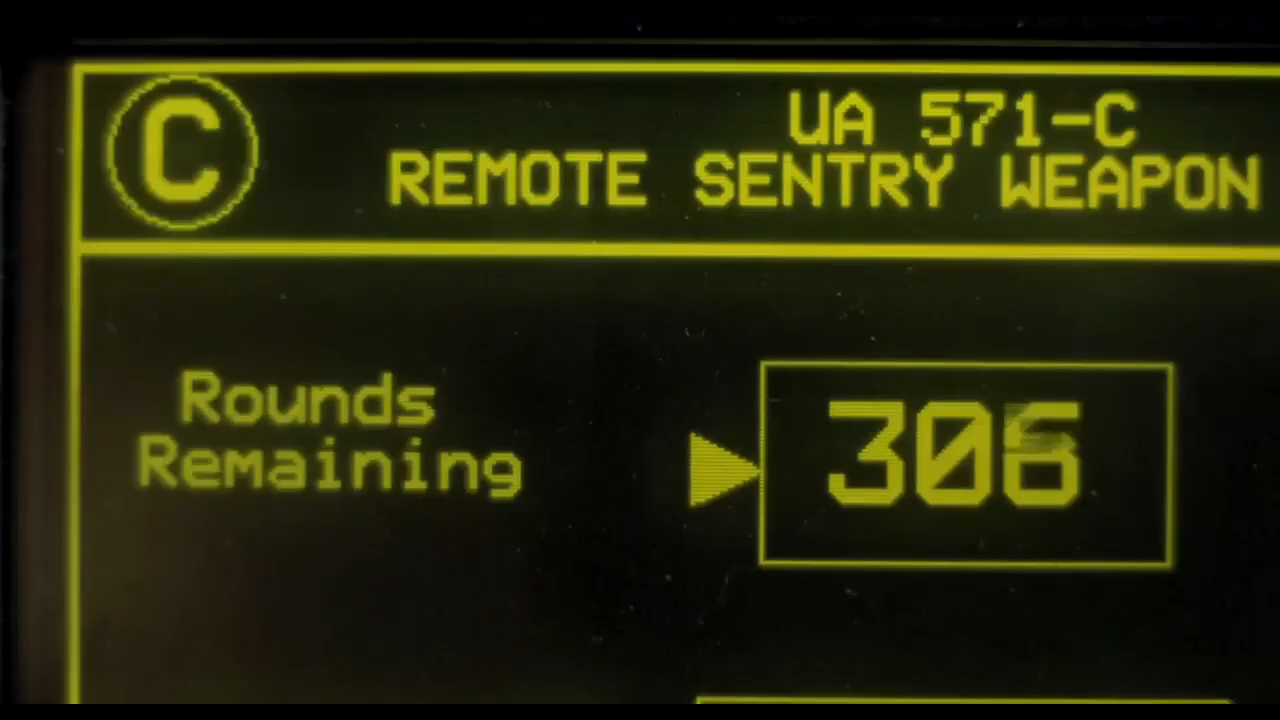 C
UA 571-C
REMOTE SENTRY WEAPON
Rounds
Remaining
306